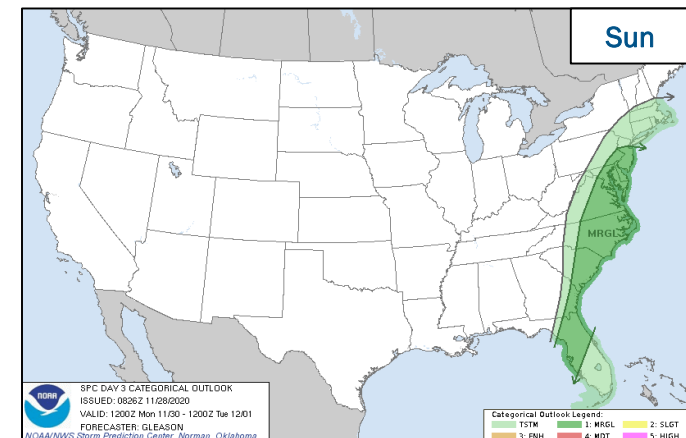 Sun
MRGL
NOAA
SPC DAY 3 CATEGORICAL OUTLOOK
ISSUED: 0826Z 11/28/2020
VALID: 1200Z Mon 11/30 - 1200Z Tue 12/01
FORECASTER: GLEASON
NOAA/NWS Storm Prediction Center, Norman, Oklahoma
Categorical Outlook Legend:
TSTM 1: MRGL 2: SLGT
3: ENH 4: MDT 5: HIGH